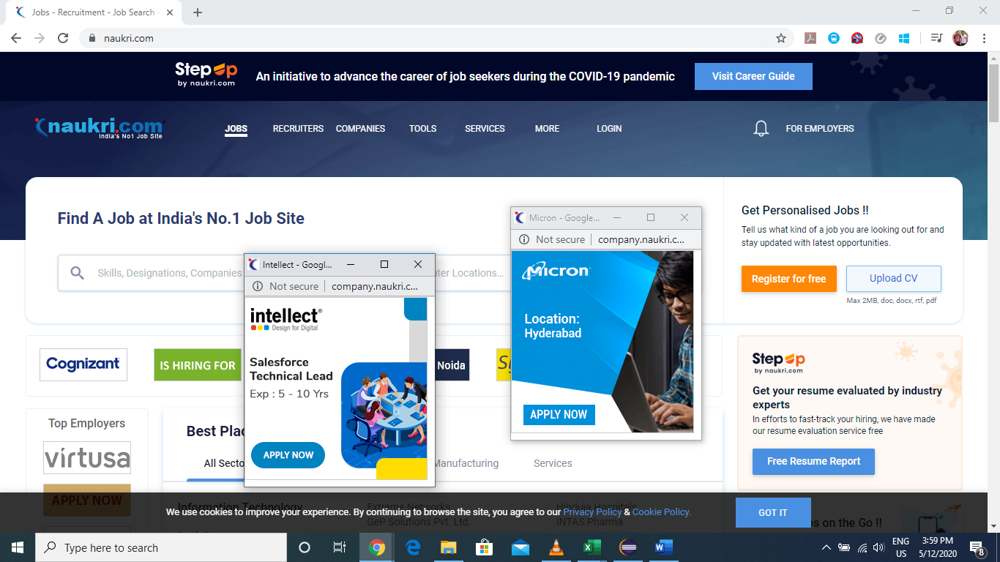 Jobs - Recruitment - Job Search -
naukri.com
StepUp
by naukri.com
An initiative to advance the career of job seekers during the COVID-19 pandemic
Visit Career Guide
naukri.com
India's No1 Job Site
JOBS RECRUITERS COMPANIES TOOLS SERVICES MORE LOGIN FOR EMPLOYERS
Find A Job at India's No.1 Job Site
Skills, Designations, Companies
Locations...
Get Personalised Jobs !!
Tell us what kind of a job you are looking out for and
stay updated with latest opportunities.
Register for free
Upload CV
Max 2MB, doc, docx, rtf, pdf
Intellect - Googl...
Not secure company.naukri.c...
intellect®
Design for Digital
Salesforce
Technical Lead
Exp : 5 - 10 Yrs
APPLY NOW
Micron - Google...
Not secure company.naukri.c...
Micron
Location:
Hyderabad
APPLY NOW
Cognizant
IS HIRING FOR
Noida
StepUp
by naukri.com
Get your resume evaluated by industry
experts
In efforts to fast-track your hiring, we have made
our resume evaluation service free
Free Resume Report
Top Employers
virtusa
APPLY NOW
Best Plac
All Secto
Manufacturing
Services
Information Technology
Extreme Networks
Hinduja Hospitals
GeP Solutions Pvt. Ltd.
INTAS Pharma
on the Go !!
We use cookies to improve your experience. By continuing to browse the site, you agree to our Privacy Policy & Cookie Policy.
GOT IT
Type here to search
ENG
US
3:59 PM
5/12/2020
8